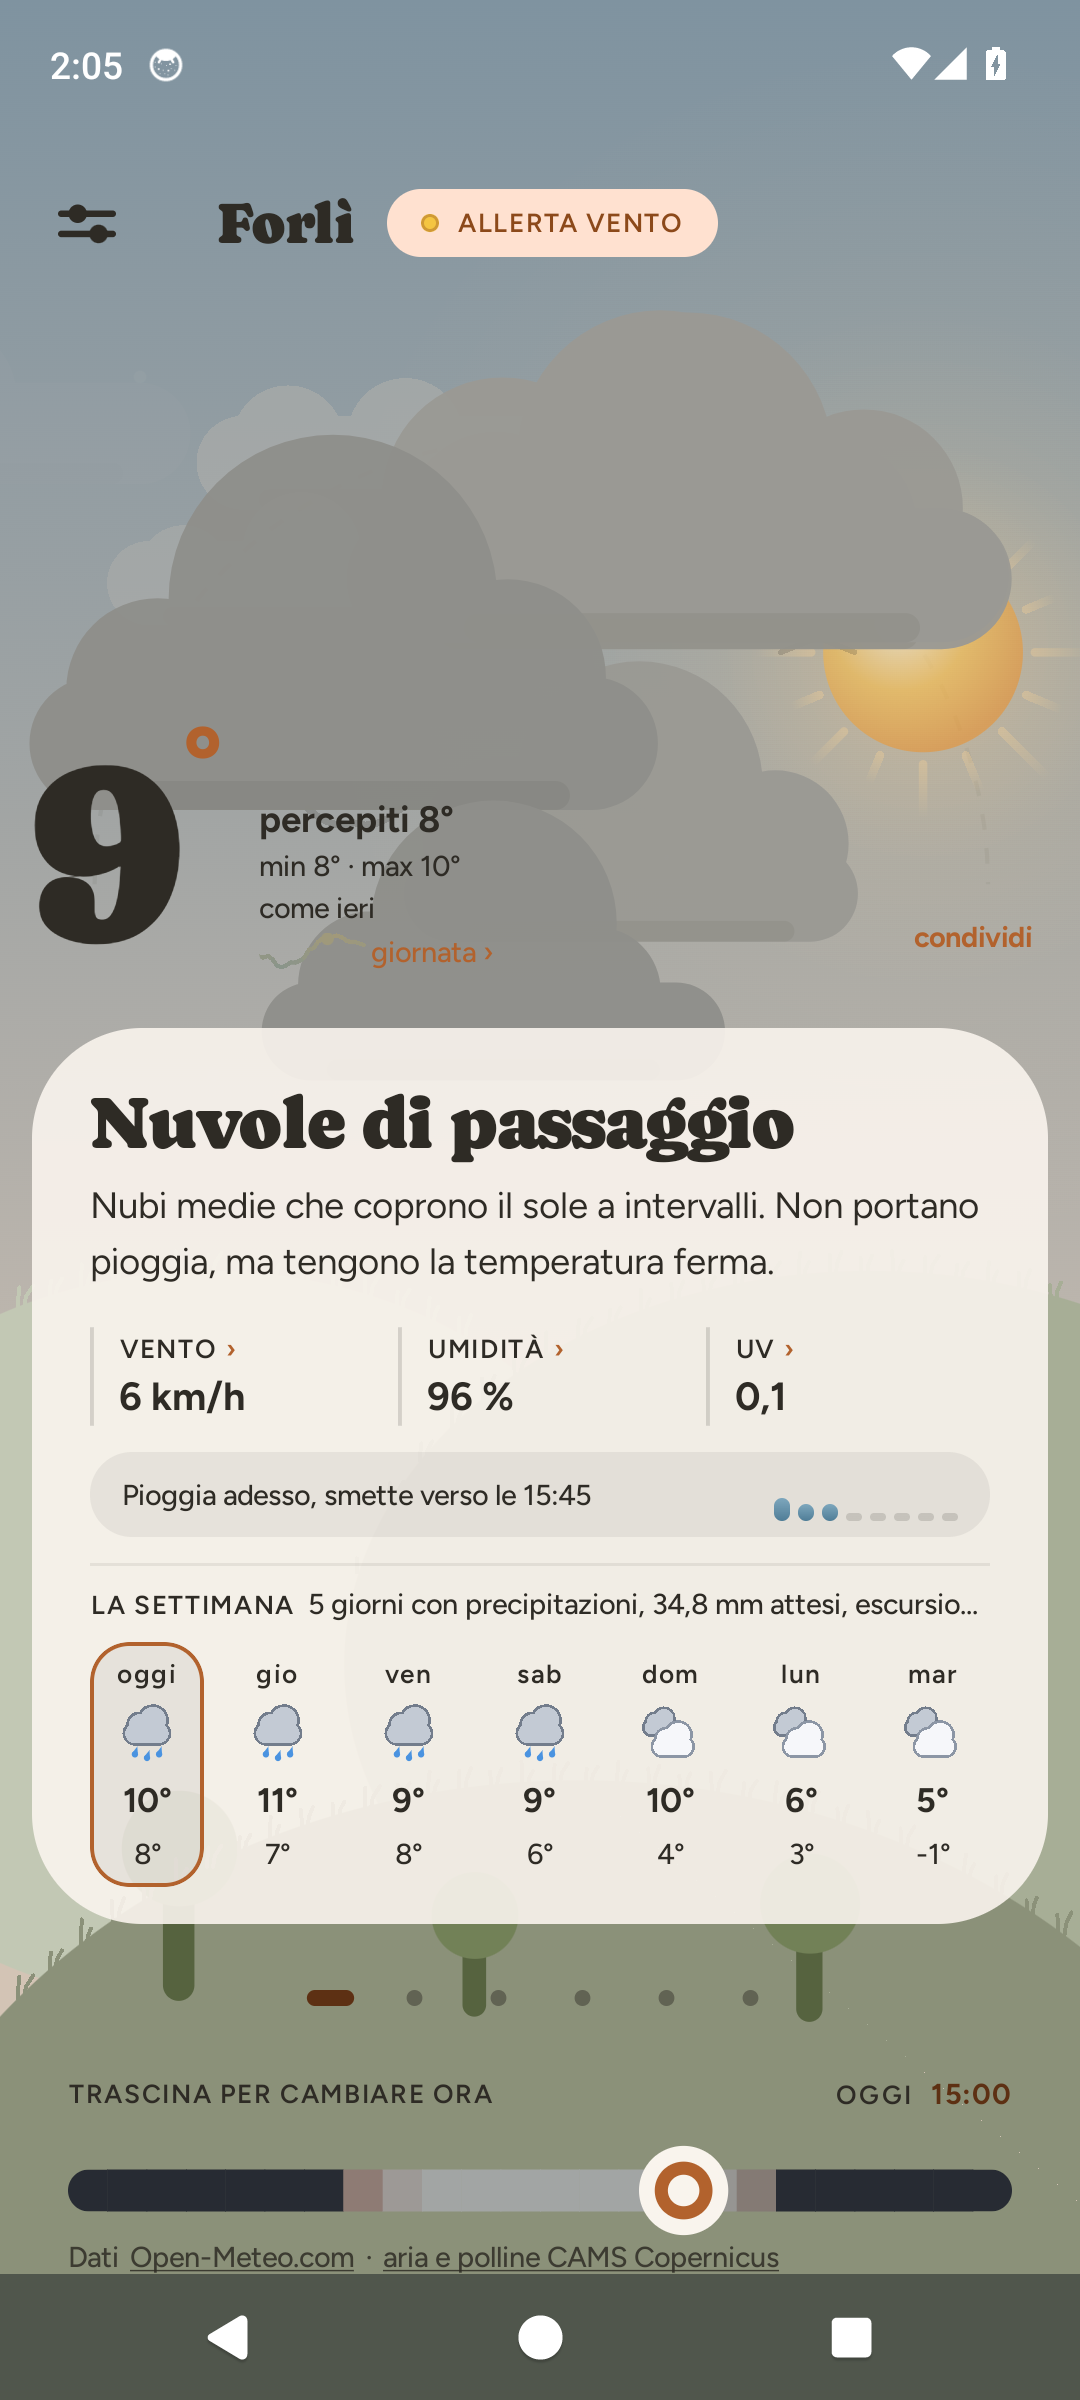 2:05
Forlì
ALLERTA VENTO
9°
percepiti 8°
min 8° · max 10°
come ieri
giornata ›
condividi
Nuvole di passaggio
Nubi medie che coprono il sole a intervalli. Non portano
pioggia, ma tengono la temperatura ferma.
VENTO › UMIDITÀ › UV ›
6 km/h 96 % 0,1
Pioggia adesso, smette verso le 15:45
LA SETTIMANA 5 giorni con precipitazioni, 34,8 mm attesi, escursio...
oggi gio ven sab dom lun mar
10° 11° 9° 9° 10° 6° 5°
8° 7° 8° 6° 4° 3° -1°
TRASCINA PER CAMBIARE ORA OGGI 15:00
Dati Open-Meteo.com · aria e polline CAMS Copernicus